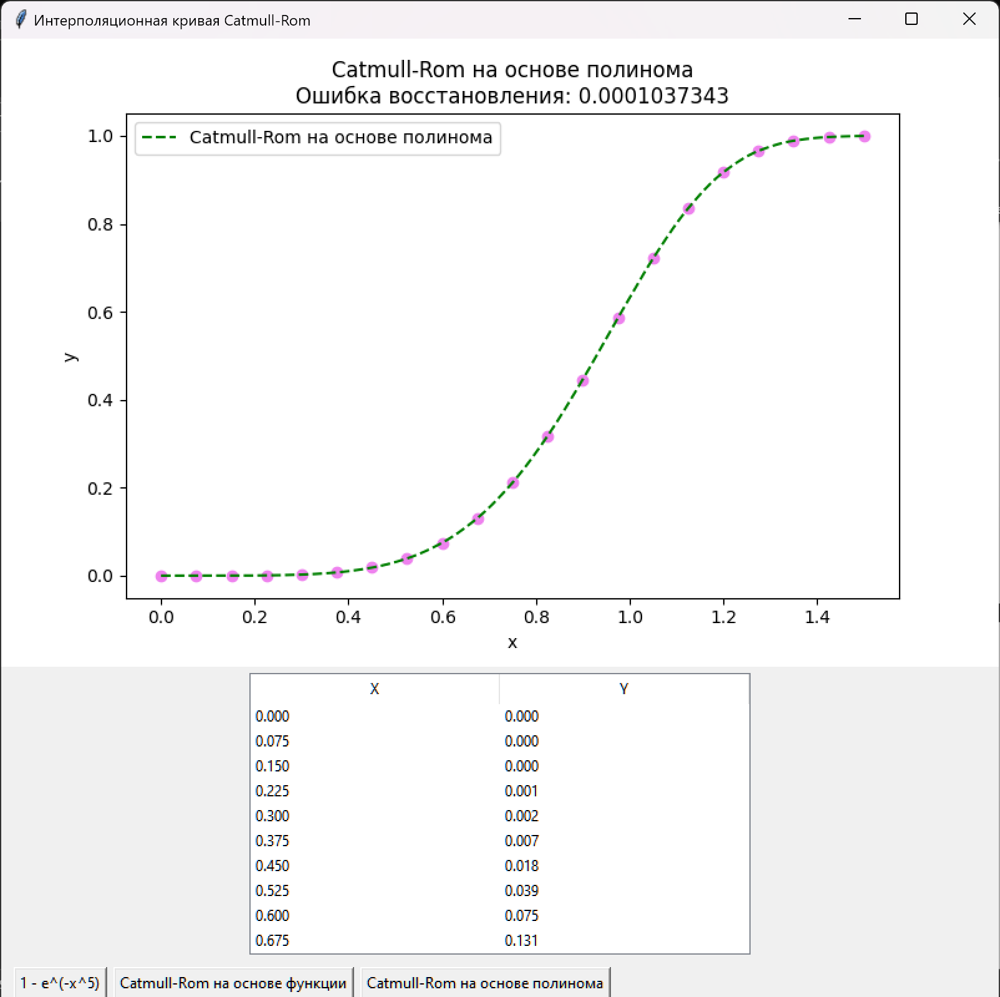 Интерполяционная кривая Catmull-Rom
Catmull-Rom на основе полинома
Ошибка восстановления: 0.0001037343
Catmull-Rom на основе полинома
1.0
0.8
0.6
0.4
0.2
0.0
y
0.0 0.2 0.4 0.6 0.8 1.0 1.2 1.4
x
X Y
0.000 0.000
0.075 0.000
0.150 0.000
0.225 0.001
0.300 0.002
0.375 0.007
0.450 0.018
0.525 0.039
0.600 0.075
0.675 0.131
1 - e^(-x^5) Catmull-Rom на основе функции Catmull-Rom на основе полинома